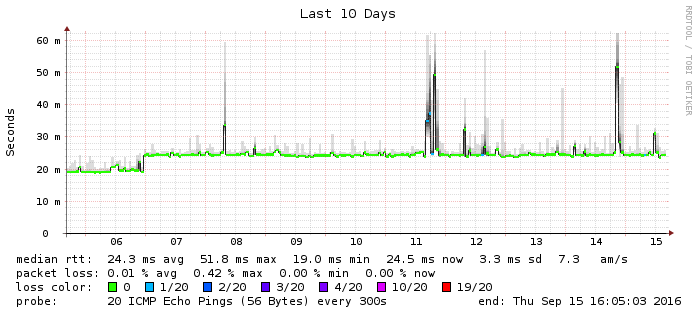 Last 10 Days
RRDTOOL / TOBI OETIKER
Seconds
60 m
50 m
40 m
30 m
20 m
10 m
0
06 07 08 09 10 11 12 13 14 15
median rtt: 24.3 ms avg 51.8 ms max 19.0 ms min 24.5 ms now 3.3 ms sd 7.3 am/s
packet loss: 0.01 % avg 0.42 % max 0.00 % min 0.00 % now
loss color: 0 1/20 2/20 3/20 4/20 10/20 19/20
probe: 20 ICMP Echo Pings (56 Bytes) every 300s end: Thu Sep 15 16:05:03 2016